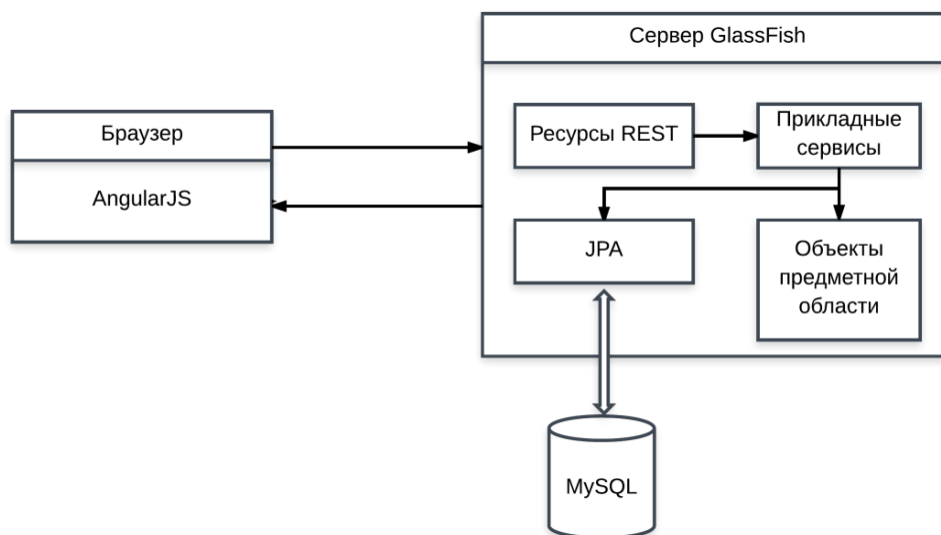 Сервер GlassFish
Браузер
AngularJS
Ресурсы REST
Прикладные
сервисы
JPA
Объекты
предметной
области
MySQL